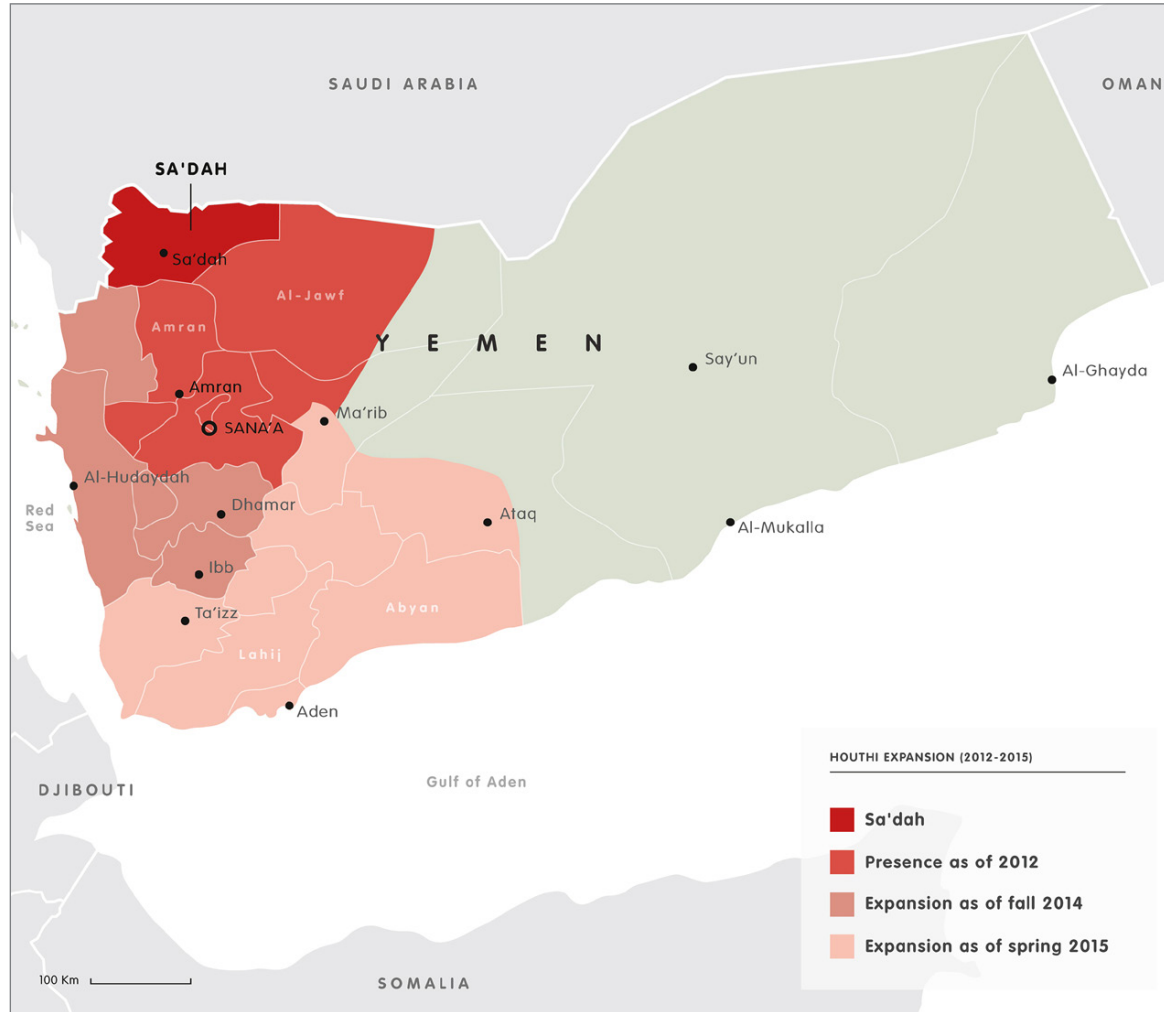 SAUDI ARABIA
OMAN
SA'DAH
Sa'dah
Al-Jawf
Amran
YEMEN
Say'un
Al-Ghayda
Amran
Ma'rib
SANA'A
Al-Hudaydah
Red
Sea
Dhamar
Ataq
Al-Mukalla
Ibb
Ta'izz
Abyan
Lahij
Aden
Gulf of Aden
DJIBOUTI
SOMALIA
100 Km
HOUTHI EXPANSION (2012-2015)
Sa'dah
Presence as of 2012
Expansion as of fall 2014
Expansion as of spring 2015